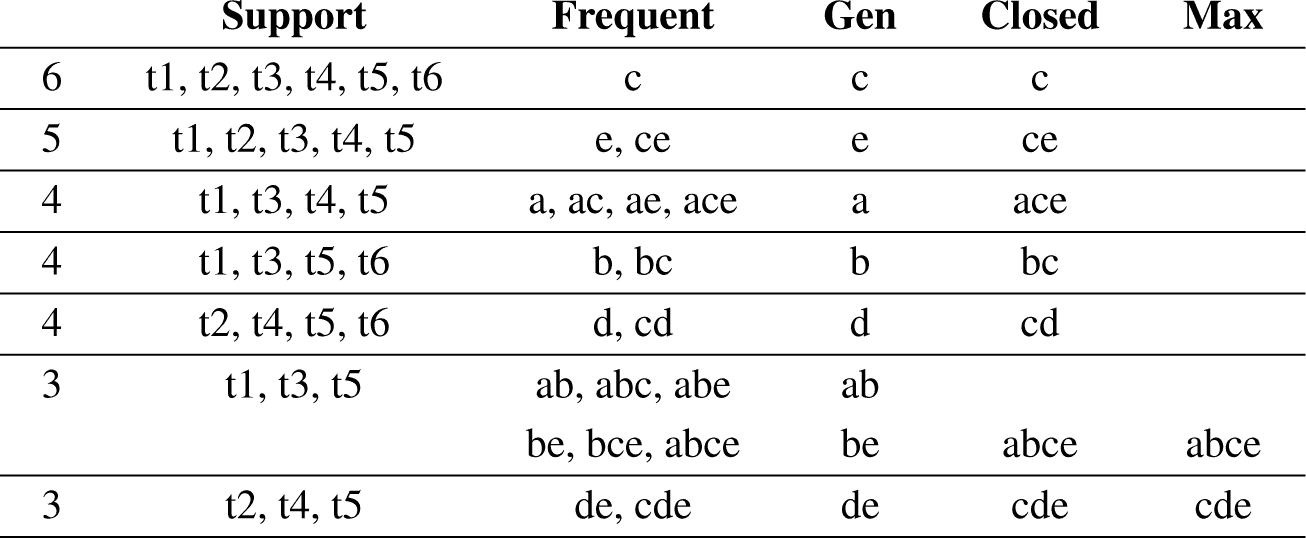 Support Frequent Gen Closed Max
6 t1, t2, t3, t4, t5, t6 c c c
5 t1, t2, t3, t4, t5 e, ce e ce
4 t1, t3, t4, t5 a, ac, ae, ace a ace
4 t1, t3, t5, t6 b, bc b bc
4 t2, t4, t5, t6 d, cd d cd
3 t1, t3, t5 ab, abc, abe ab
be, bce, abce be abce abce
3 t2, t4, t5 de, cde de cde cde